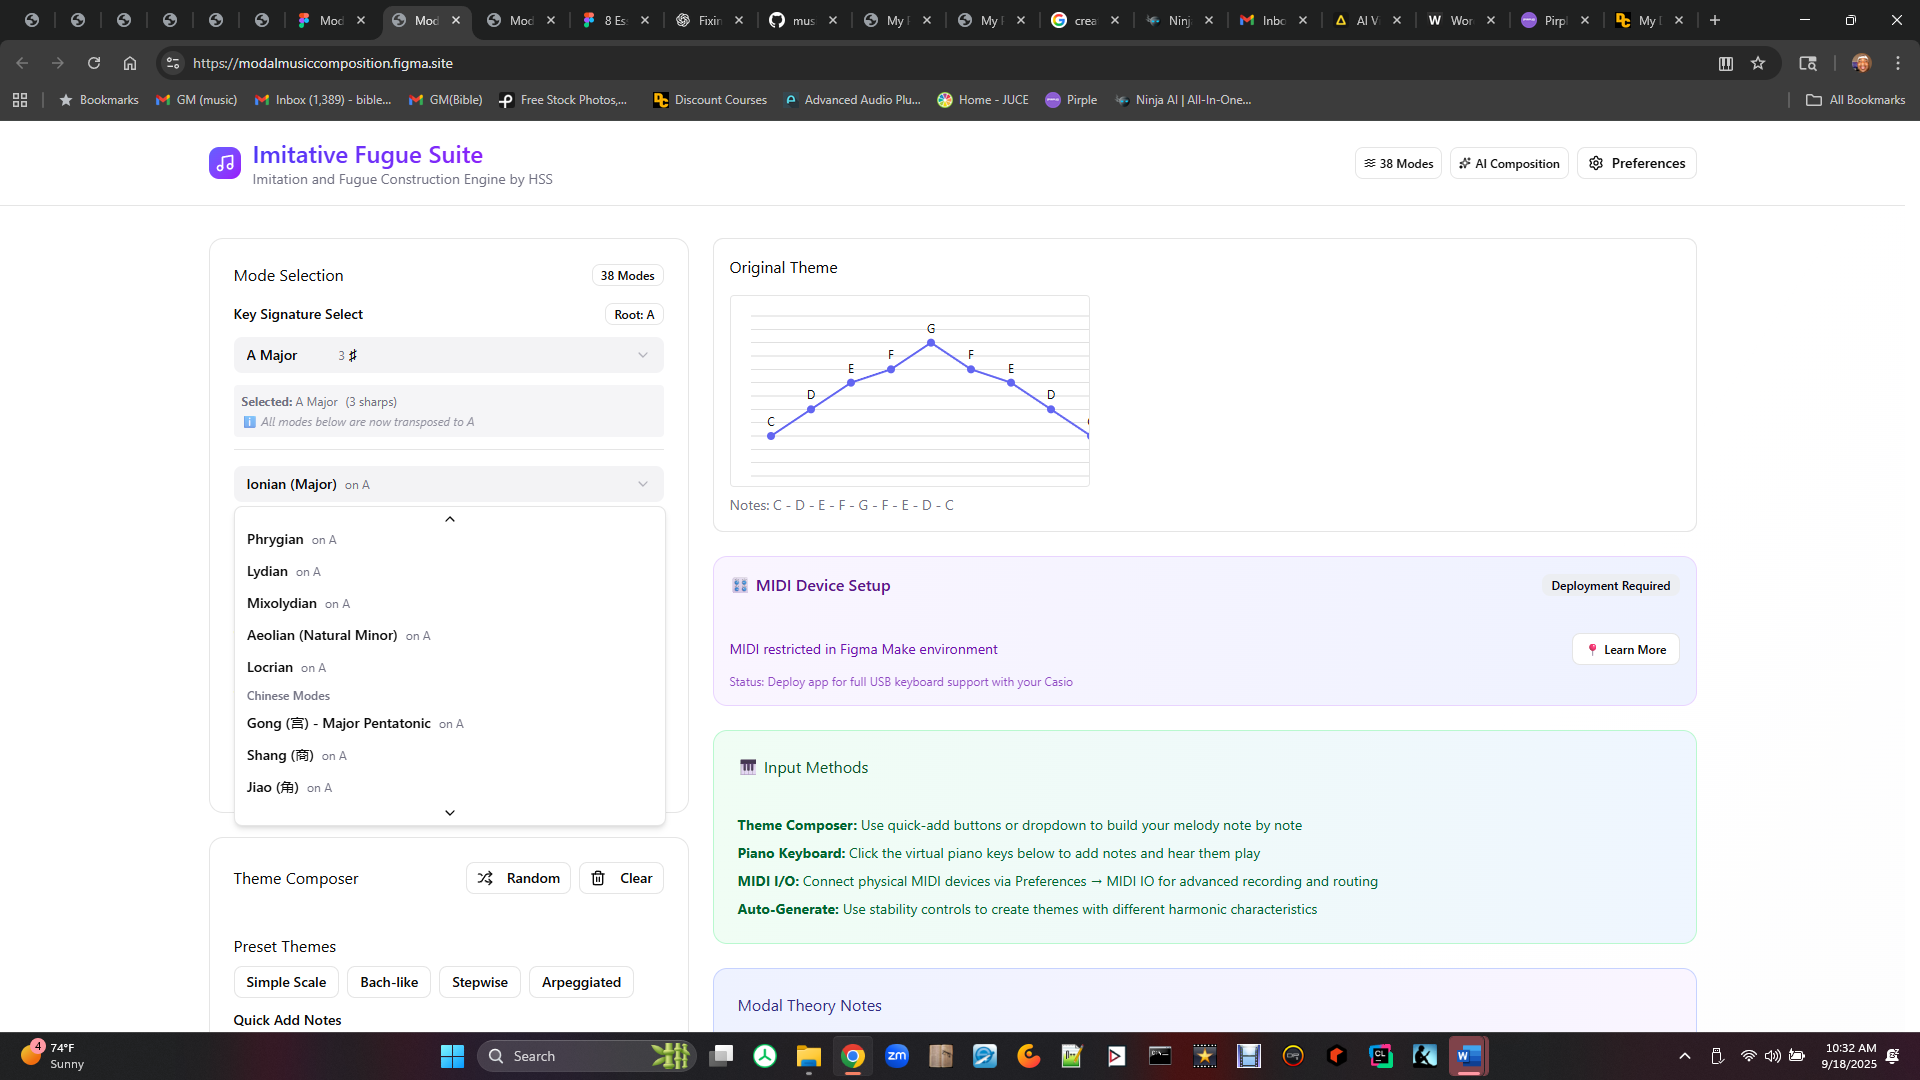 Mod
Mod
Mod
8 Es
Fixin
mus
My F
My F
crea
Ninj
Inbo
AI V
Wor
Pirpl
My D
https://modalmusiccomposition.figma.site
Bookmarks
GM (music)
Inbox (1,389) - bible...
GM(Bible)
Free Stock Photos,...
Discount Courses
Advanced Audio Plu...
Home - JUCE
Pirple
Ninja AI | All-In-One...
All Bookmarks
Imitative Fugue Suite
Imitation and Fugue Construction Engine by HSS
38 Modes
AI Composition
Preferences
Mode Selection
38 Modes
Key Signature Select
Root: A
A Major 3 ♯
Selected: A Major (3 sharps)
ℹ️ All modes below are now transposed to A
Ionian (Major) on A
Phrygian on A
Lydian on A
Mixolydian on A
Aeolian (Natural Minor) on A
Locrian on A
Chinese Modes
Gong (宫) - Major Pentatonic on A
Shang (商) on A
Jiao (角) on A
Theme Composer
Random
Clear
Preset Themes
Simple Scale
Bach-like
Stepwise
Arpeggiated
Quick Add Notes
Original Theme
C
D
E
F
G
F
E
D
Notes: C - D - E - F - G - F - E - D - C
MIDI Device Setup
Deployment Required
MIDI restricted in Figma Make environment
Learn More
Status: Deploy app for full USB keyboard support with your Casio
Input Methods
Theme Composer: Use quick-add buttons or dropdown to build your melody note by note
Piano Keyboard: Click the virtual piano keys below to add notes and hear them play
MIDI I/O: Connect physical MIDI devices via Preferences → MIDI IO for advanced recording and routing
Auto-Generate: Use stability controls to create themes with different harmonic characteristics
Modal Theory Notes
4
74°F
Sunny
Search
zm
10:32 AM
9/18/2025